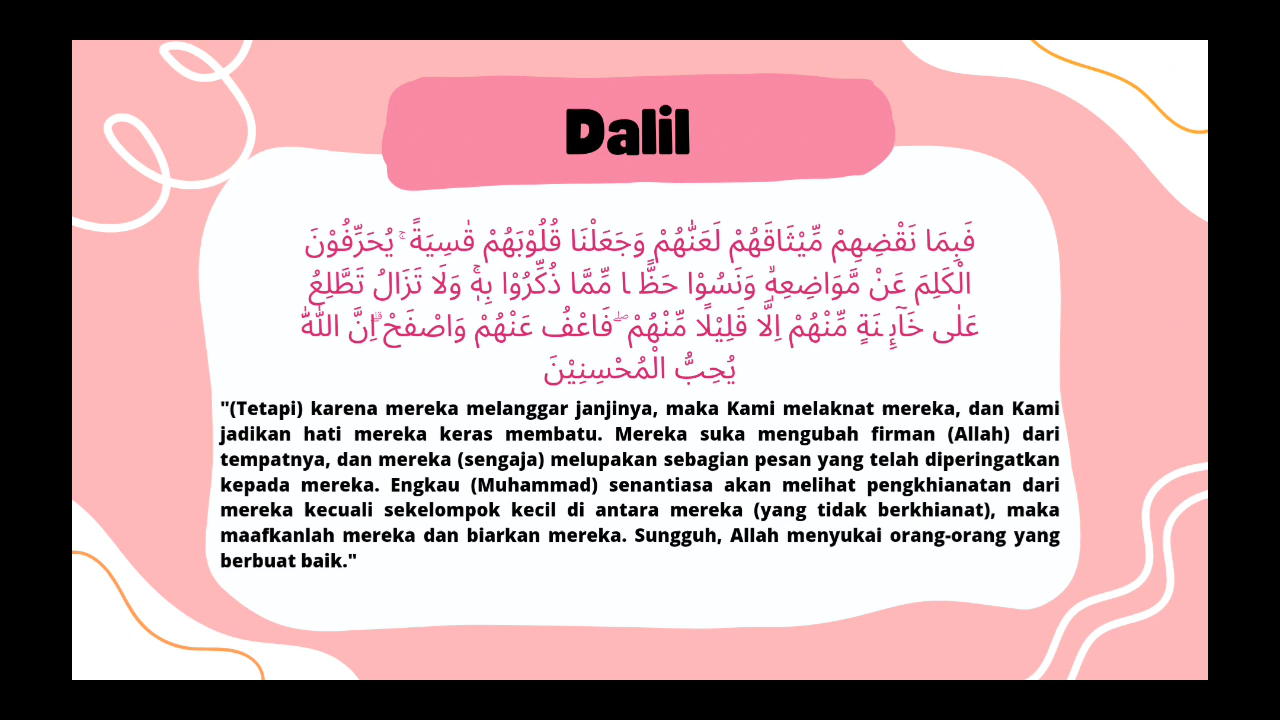 Dalil
فَبِمَا نَقْضِهِمْ مِّيْثَاقَهُمْ لَعَنّٰهُمْ وَجَعَلْنَا قُلُوْبَهُمْ قٰسِيَةً ۚ يُحَرِّفُوْنَ
الْكَلِمَ عَنْ مَّوَاضِعِهٖۙ وَنَسُوْا حَظًّا مِّمَّا ذُكِّرُوْا بِهٖۚ وَلَا تَزَالُ تَطَّلِعُ
عَلٰى خَاۤىِٕنَةٍ مِّنْهُمْ اِلَّا قَلِيْلًا مِّنْهُمْ ۖ فَاعْفُ عَنْهُمْ وَاصْفَحْ ۗاِنَّ اللّٰهَ
يُحِبُّ الْمُحْسِنِيْنَ
"(Tetapi) karena mereka melanggar janjinya, maka Kami melaknat mereka, dan Kami
jadikan hati mereka keras membatu. Mereka suka mengubah firman (Allah) dari
tempatnya, dan mereka (sengaja) melupakan sebagian pesan yang telah diperingatkan
kepada mereka. Engkau (Muhammad) senantiasa akan melihat pengkhianatan dari
mereka kecuali sekelompok kecil di antara mereka (yang tidak berkhianat), maka
maafkanlah mereka dan biarkan mereka. Sungguh, Allah menyukai orang-orang yang
berbuat baik."